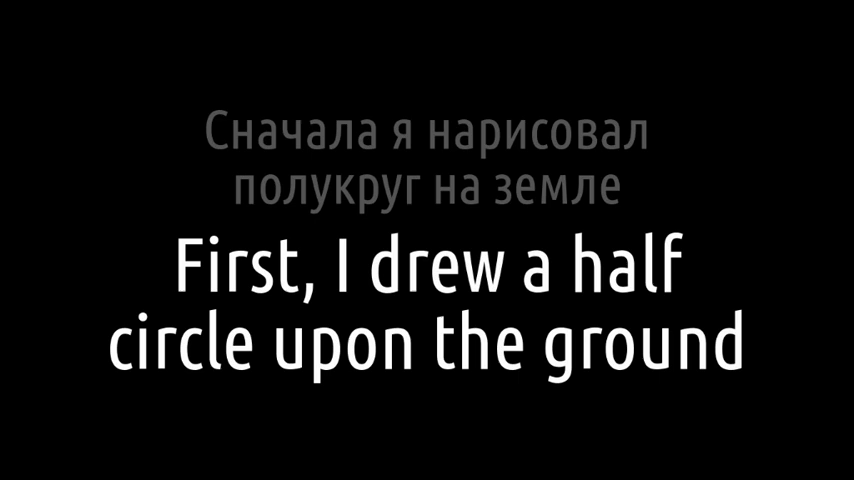 Сначала я нарисовал
полукруг на земле
First, I drew a half
circle upon the ground